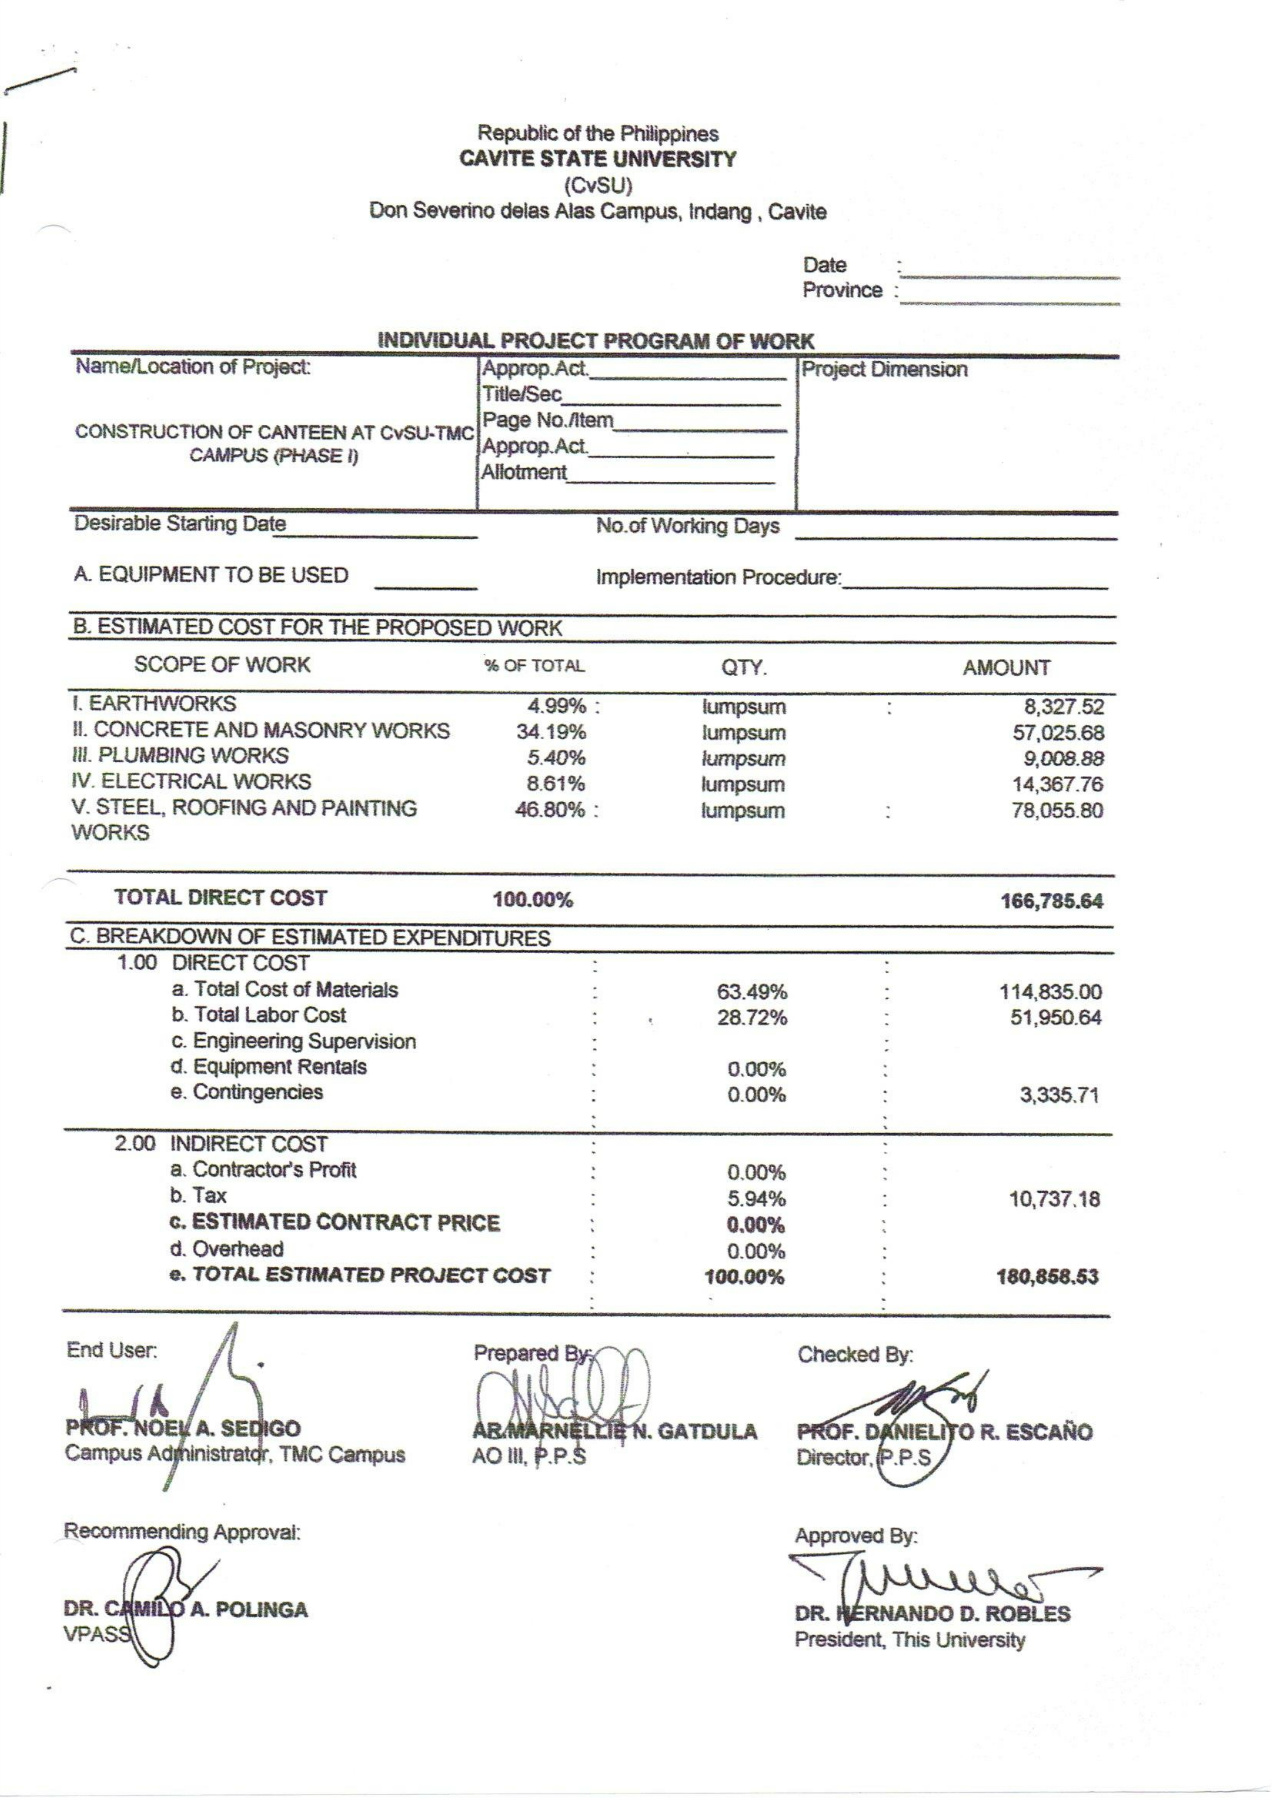 Republic of the Philippines
CAVITE STATE UNIVERSITY
(CvSU)
Don Severino delas Alas Campus, Indang , Cavite
Date :
Province :
INDIVIDUAL PROJECT PROGRAM OF WORK
Name/Location of Project:
CONSTRUCTION OF CANTEEN AT CvSU-TMC
CAMPUS (PHASE I)
Approp.Act.
Title/Sec
Page No./Item
Approp.Act.
Allotment
Project Dimension
Desirable Starting Date No.of Working Days
A. EQUIPMENT TO BE USED Implementation Procedure:
B. ESTIMATED COST FOR THE PROPOSED WORK
SCOPE OF WORK % OF TOTAL QTY. AMOUNT
I. EARTHWORKS 4.99% : lumpsum : 8,327.52
II. CONCRETE AND MASONRY WORKS 34.19% lumpsum 57,025.68
III. PLUMBING WORKS 5.40% lumpsum 9,008.88
IV. ELECTRICAL WORKS 8.61% lumpsum 14,367.76
V. STEEL, ROOFING AND PAINTING 46.80% : lumpsum : 78,055.80
WORKS
TOTAL DIRECT COST 100.00% 166,785.64
C. BREAKDOWN OF ESTIMATED EXPENDITURES
1.00 DIRECT COST : :
a. Total Cost of Materials : 63.49% : 114,835.00
b. Total Labor Cost : 28.72% : 51,950.64
c. Engineering Supervision : :
d. Equipment Rentals : 0.00% :
e. Contingencies : 0.00% : 3,335.71
: :
2.00 INDIRECT COST : :
a. Contractor's Profit : 0.00% :
b. Tax : 5.94% : 10,737.18
c. ESTIMATED CONTRACT PRICE : 0.00% :
d. Overhead : 0.00% :
e. TOTAL ESTIMATED PROJECT COST : 100.00% : 180,858.53
: :
End User: Prepared By: Checked By:
PROF. NOEL A. SEDIGO AR.MARNELLIE N. GATDULA PROF. DANIELITO R. ESCAÑO
Campus Administrator, TMC Campus AO III, P.P.S Director, P.P.S
Recommending Approval: Approved By:
DR. CAMILO A. POLINGA DR. HERNANDO D. ROBLES
VPASS President, This University